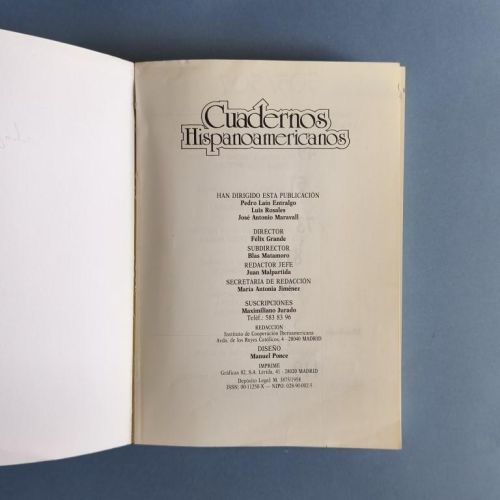 Cuadernos
Hispanoamericanos
HAN DIRIGIDO ESTA PUBLICACIÓN
Pedro Laín Entralgo
Luis Rosales
José Antonio Maravall
DIRECTOR
Félix Grande
SUBDIRECTOR
Blas Matamoro
REDACTOR JEFE
Juan Malpartida
SECRETARIA DE REDACCIÓN
María Antonia Jiménez
SUSCRIPCIONES
Maximiliano Jurado
Teléf.: 583 83 96
REDACCIÓN
Instituto de Cooperación Iberoamericana
Avda. de los Reyes Católicos, 4 - 28040 MADRID
DISEÑO
Manuel Ponce
IMPRIME
Gráficas 82, S.A. Lérida, 41 - 28020 MADRID
Depósito Legal: M. 3875/1958
ISSN: 00-11250-X — NIPO: 028-90-002-5